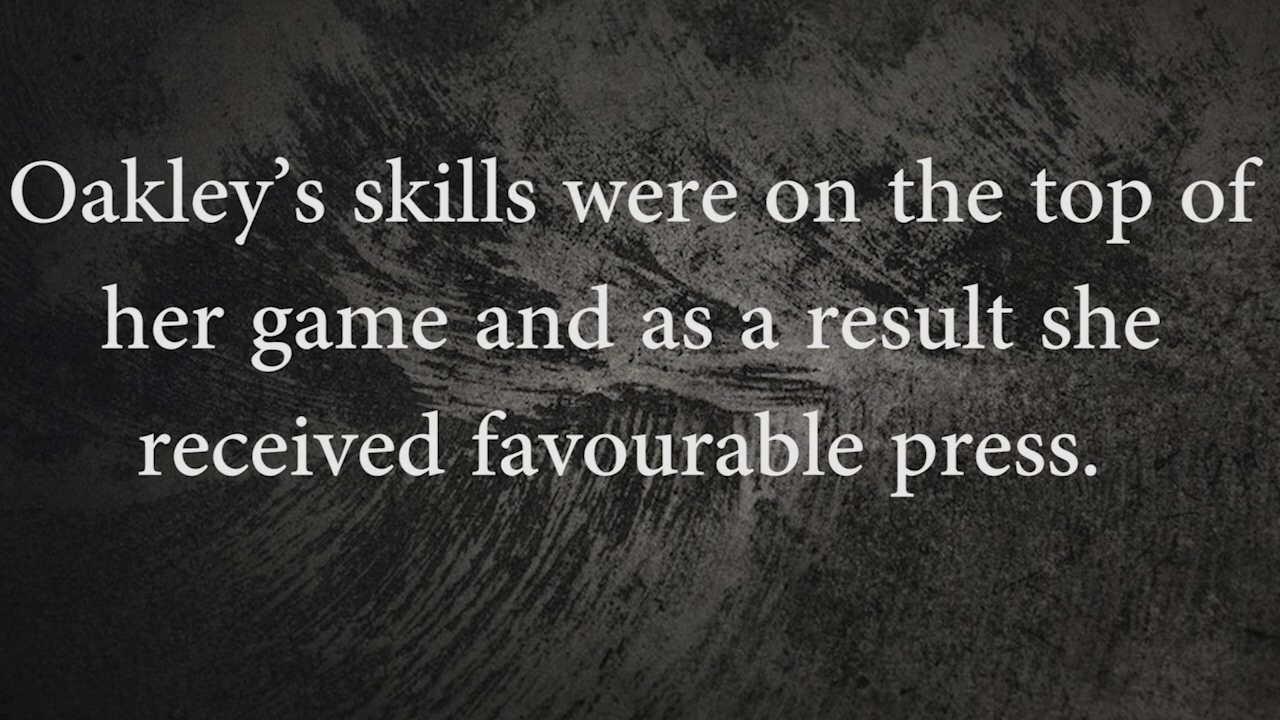 Oakley’s skills were on the top of
her game and as a result she
received favourable press.